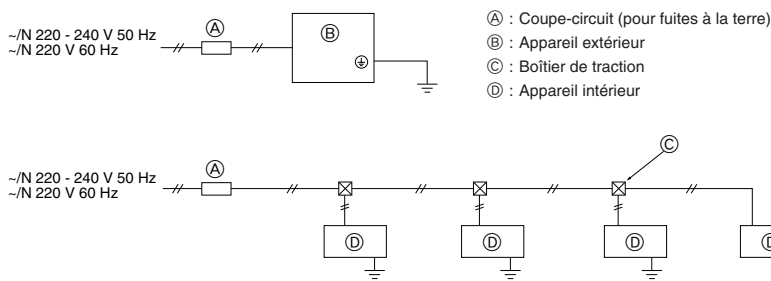 ~/N 220 - 240 V 50 Hz
~/N 220 V 60 Hz
Ⓐ
Ⓑ
Ⓐ : Coupe-circuit (pour fuites à la terre)
Ⓑ : Appareil extérieur
Ⓒ : Boîtier de traction
Ⓓ : Appareil intérieur
~/N 220 - 240 V 50 Hz
~/N 220 V 60 Hz
Ⓐ
Ⓒ
Ⓓ
Ⓓ
Ⓓ
Ⓓ